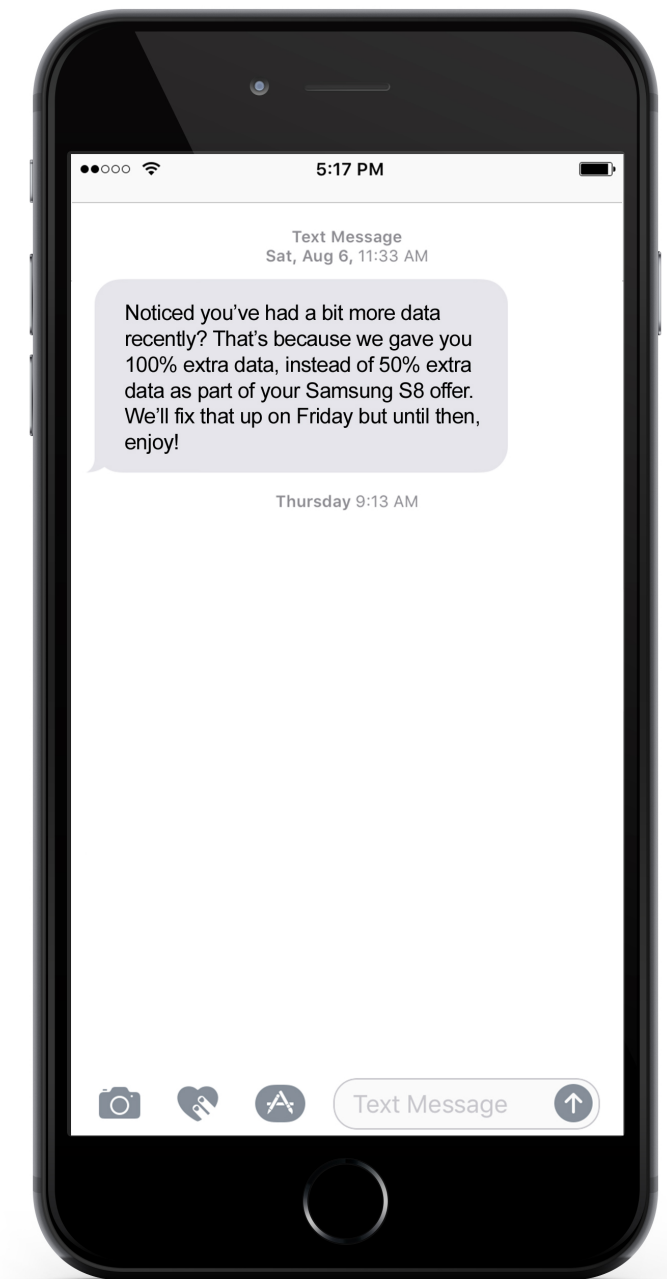 5:17 PM
Text Message
Sat, Aug 6, 11:33 AM
Noticed you’ve had a bit more data
recently? That’s because we gave you
100% extra data, instead of 50% extra
data as part of your Samsung S8 offer.
We’ll fix that up on Friday but until then,
enjoy!
Thursday 9:13 AM
Text Message